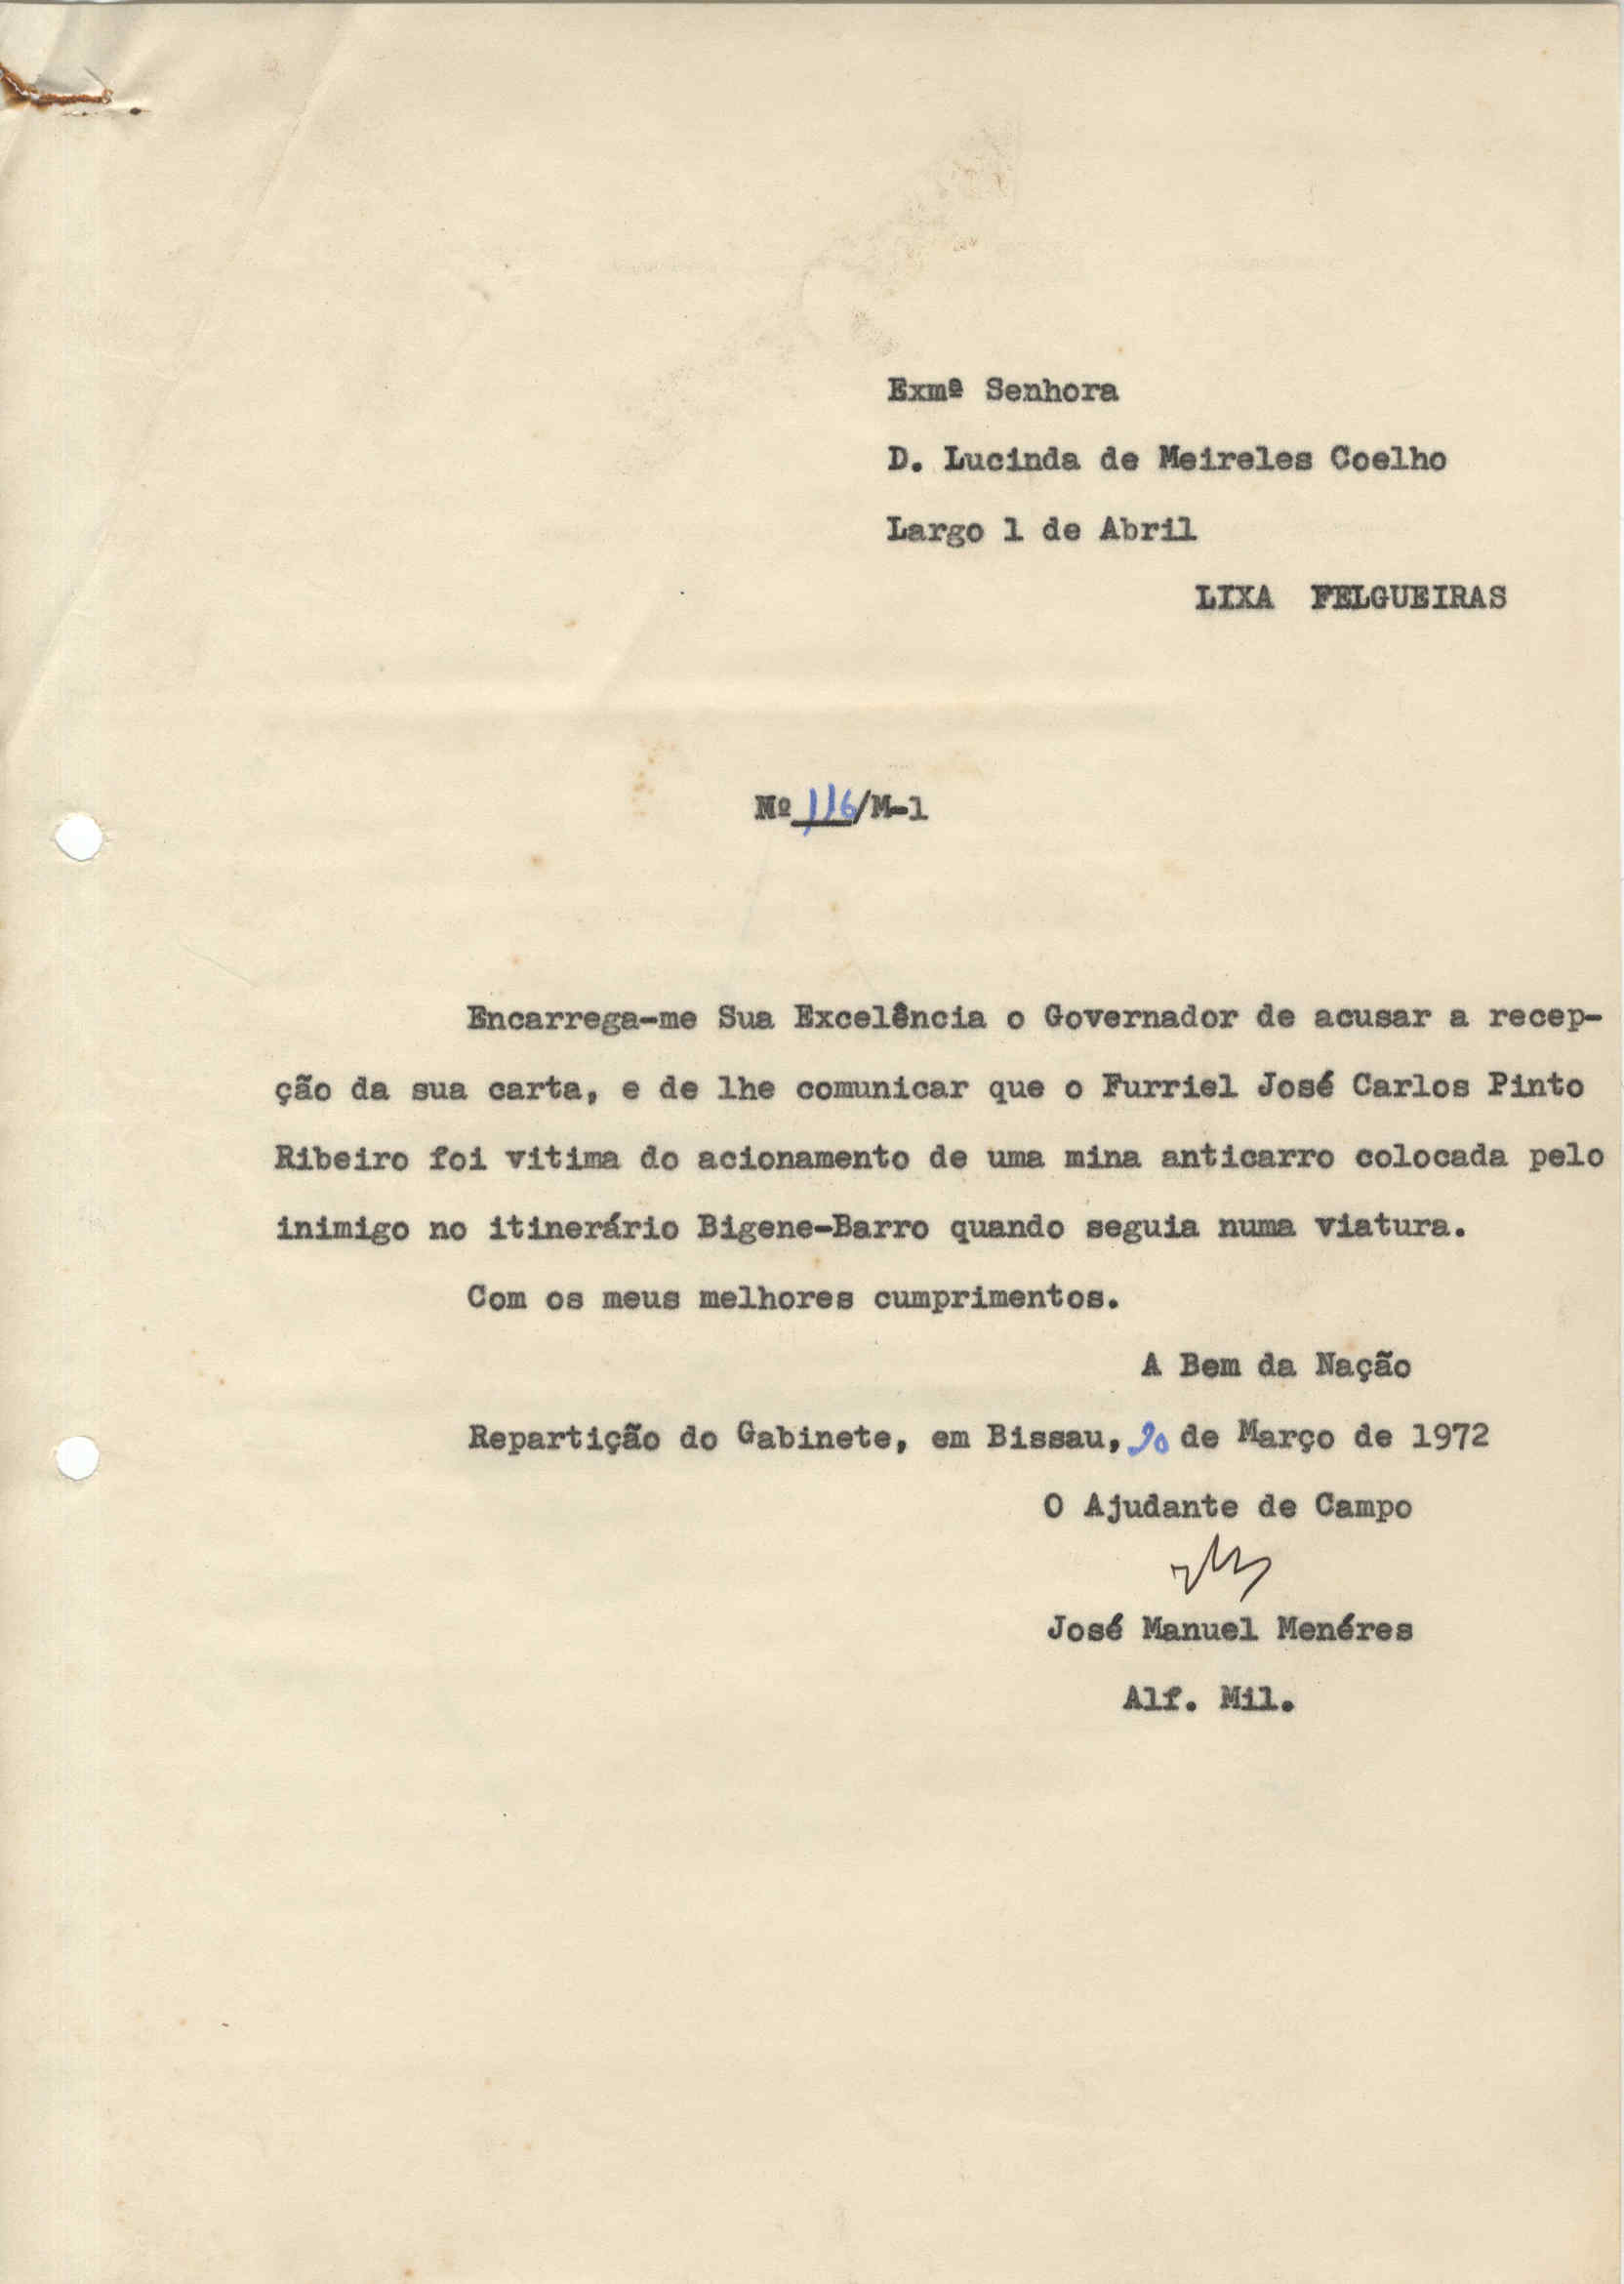 Exmª Senhora
D. Lucinda de Meireles Coelho
Largo 1 de Abril
LIXA FELGUEIRAS
Nº 116/M-1
Encarrega-me Sua Excelência o Governador de acusar a recep-
ção da sua carta, e de lhe comunicar que o Furriel José Carlos Pinto
Ribeiro foi vitima do acionamento de uma mina anticarro colocada pelo
inimigo no itinerário Bigene-Barro quando seguia numa viatura.
Com os meus melhores cumprimentos.
A Bem da Nação
Repartição do Gabinete, em Bissau, de Março de 1972
O Ajudante de Campo
José Manuel Menéres
Alf. Mil.